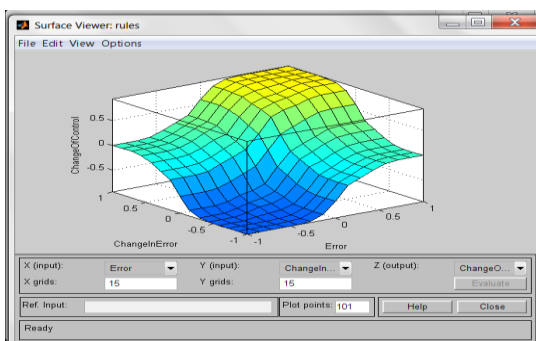 Surface Viewer: rules
File Edit View Options
ChangeOfControl
0.5
0
-0.5
1
0.5
0
-0.5
-1
ChangeInError
-1
-0.5
0
0.5
1
Error
X (input): Error Y (input): ChangeIn... Z (output): ChangeO...
X grids: 15 Y grids: 15 Evaluate
Ref. Input: Plot points: 101 Help Close
Ready